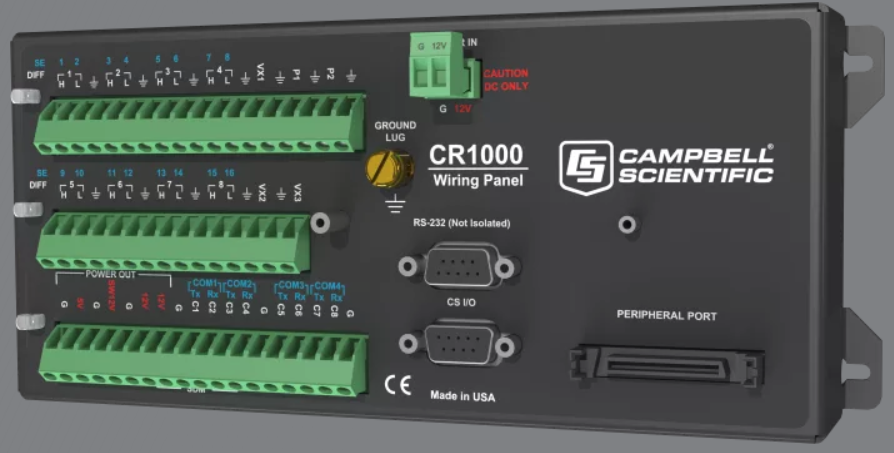 SE 1 2 3 4 5 6 7 8
DIFF 1 2 3 4 VX1 P1 P2
H L H L H L H L
G 12V
R IN
CAUTION
DC ONLY
G 12V
GROUND
LUG
CR1000
Wiring Panel
CAMPBELL®
SCIENTIFIC
SE 9 10 11 12 13 14 15 16
DIFF 5 6 7 8 VX2 VX3
H L H L H L H L
RS-232 (Not Isolated)
POWER OUT
COM1 COM2 COM3 COM4
Tx Rx Tx Rx Tx Rx Tx Rx
G 5V G SW12V G 12V 12V G C1 C2 C3 C4 G C5 C6 C7 C8 G
CS I/O
PERIPHERAL PORT
SDM
CE
Made in USA